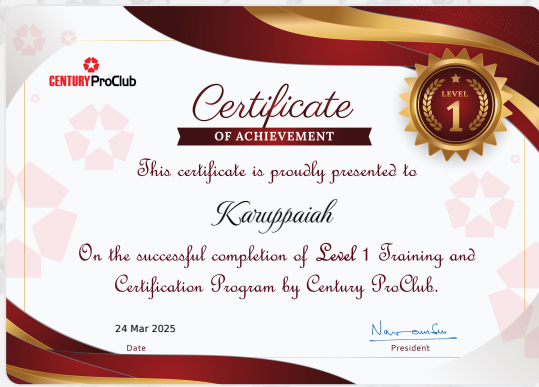 CENTURY ProClub
Certificate
OF ACHIEVEMENT
LEVEL
1
This certificate is proudly presented to
Karuppaiah
On the successful completion of Level 1 Training and
Certification Program by Century ProClub.
24 Mar 2025
Date
President